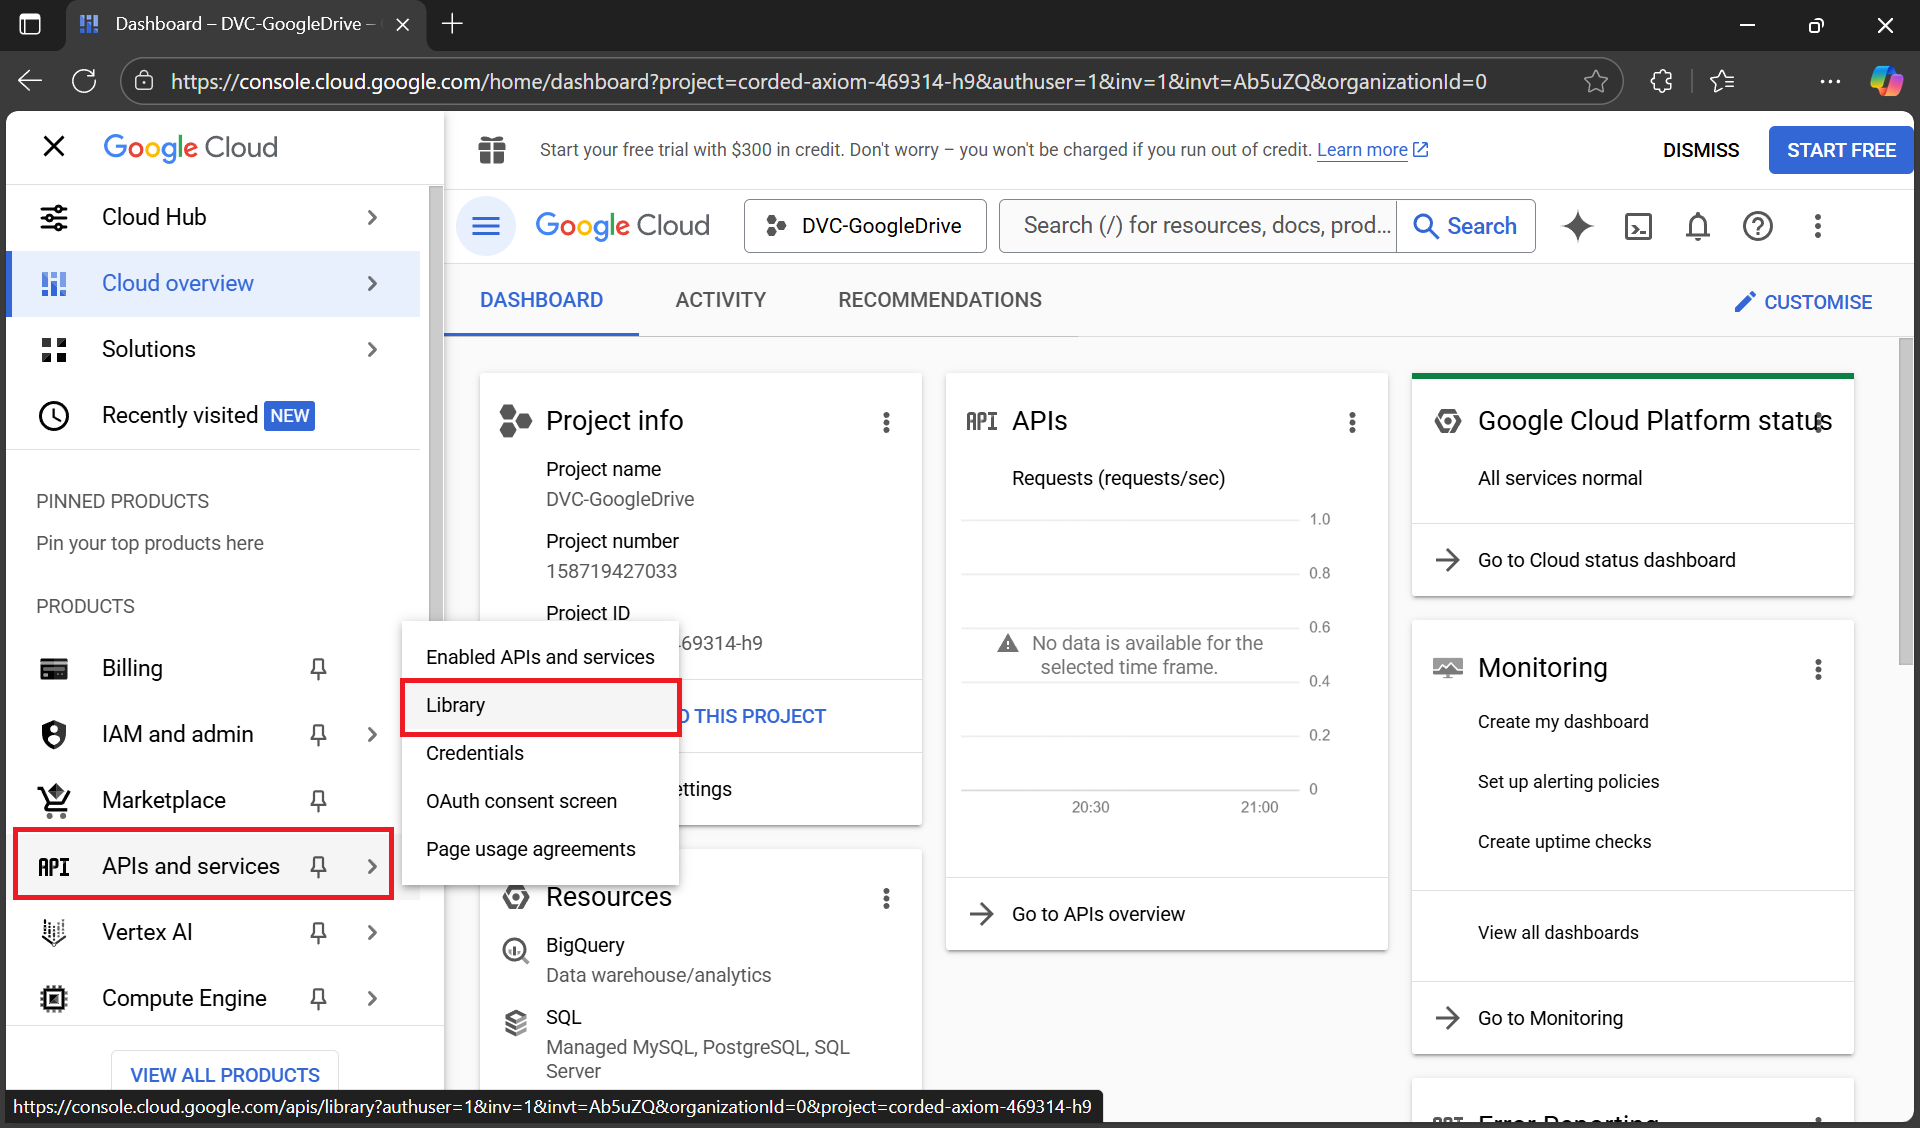 Dashboard – DVC-GoogleDrive –
https://console.cloud.google.com/home/dashboard?project=corded-axiom-469314-h9&authuser=1&inv=1&invt=Ab5uZQ&organizationId=0
Google Cloud
Cloud Hub
Cloud overview
Solutions
Recently visited NEW
PINNED PRODUCTS
Pin your top products here
PRODUCTS
Billing
IAM and admin
Marketplace
API APIs and services
Vertex AI
Compute Engine
VIEW ALL PRODUCTS
Enabled APIs and services
Library
Credentials
OAuth consent screen
Page usage agreements
Start your free trial with $300 in credit. Don't worry – you won't be charged if you run out of credit. Learn more
DISMISS
START FREE
Google Cloud
DVC-GoogleDrive
Search (/) for resources, docs, prod...
Search
DASHBOARD
ACTIVITY
RECOMMENDATIONS
CUSTOMISE
Project info
Project name
DVC-GoogleDrive
Project number
158719427033
Project ID
469314-h9
THIS PROJECT
ettings
Resources
BigQuery
Data warehouse/analytics
SQL
Managed MySQL, PostgreSQL, SQL
Server
API APIs
Requests (requests/sec)
1.0
0.8
0.6
No data is available for the
selected time frame.
0.4
0.2
0
20:30
21:00
Go to APIs overview
Google Cloud Platform status
All services normal
Go to Cloud status dashboard
Monitoring
Create my dashboard
Set up alerting policies
Create uptime checks
View all dashboards
Go to Monitoring
Error Reporting
https://console.cloud.google.com/apis/library?authuser=1&inv=1&invt=Ab5uZQ&organizationId=0&project=corded-axiom-469314-h9